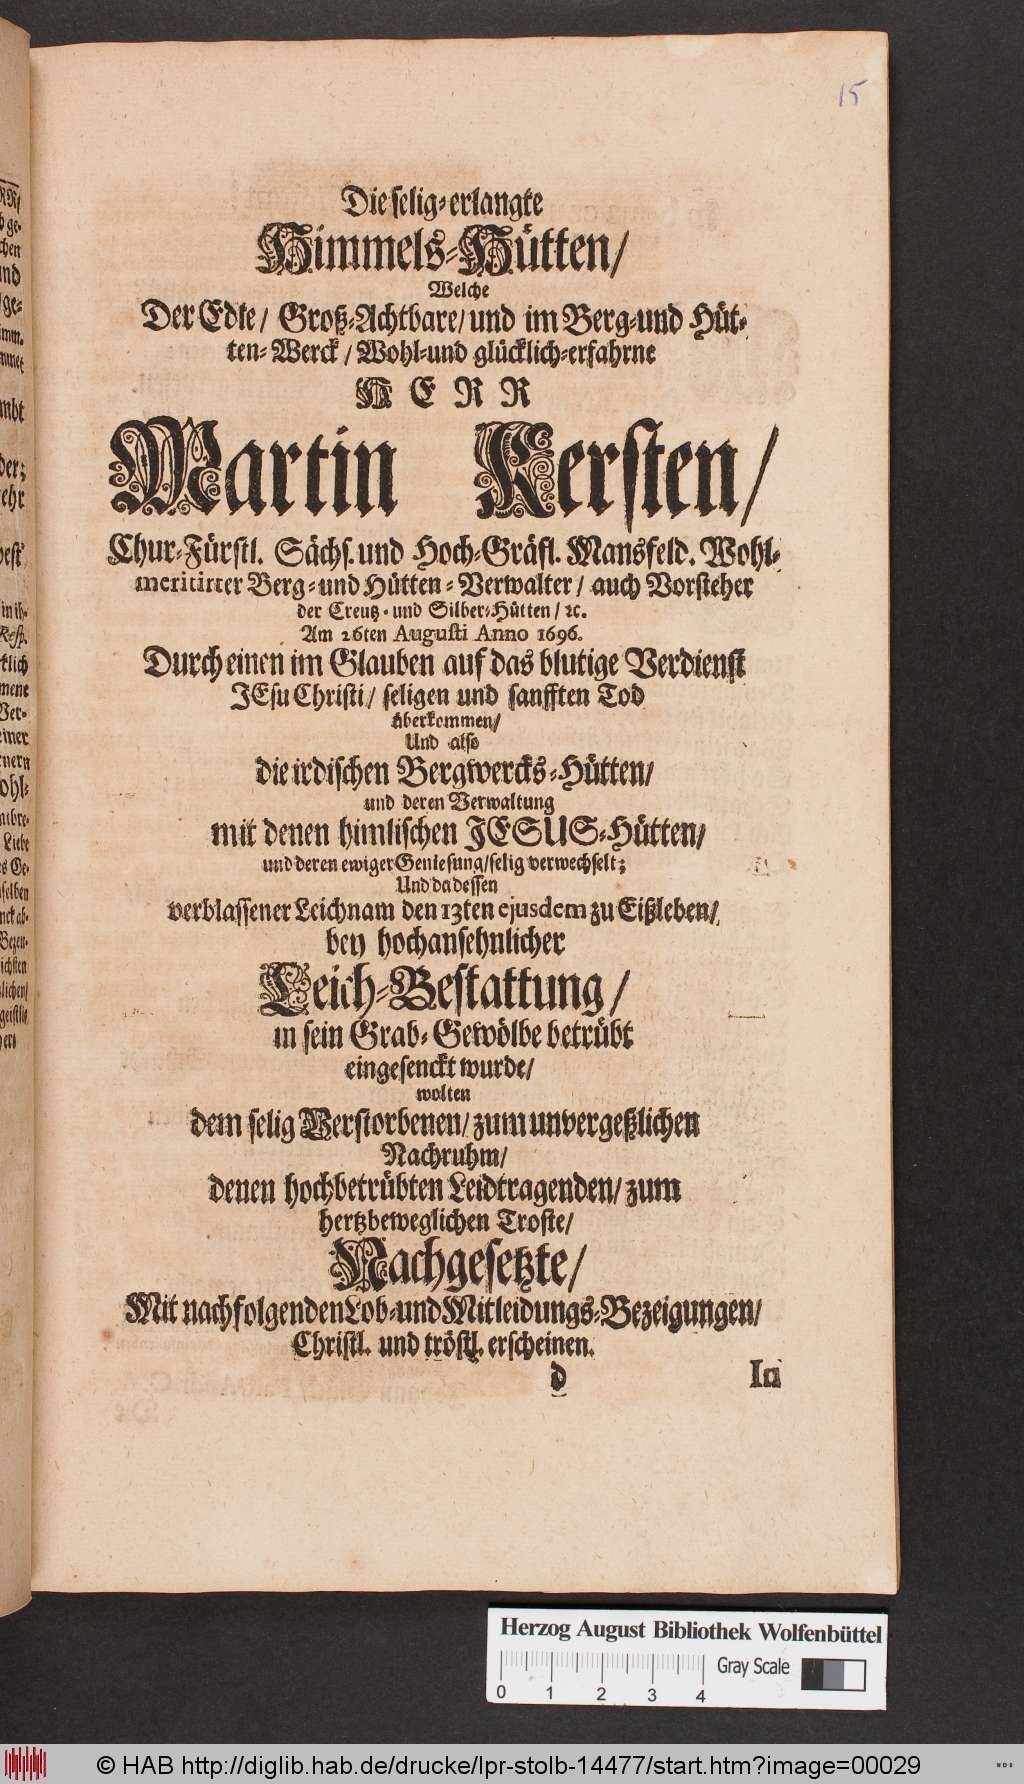 15
Die selig-erlangte
Himmels-Hütten/
Welche
Der Edle/ Groß-Achtbare/ und im Berg-und Hüt-
ten-Werck/ Wohl-und glücklich-erfahrne
HERR
Martin Kersten/
Chur-Fürstl. Sächs. und Hoch-Gräfl. Mansfeld. Wohl-
meritirter Berg-und Hütten-Verwalter/ auch Vorsteher
der Creutz-und Silber-Hütten/ ꝛc.
Am 26ten Augusti Anno 1696.
Durch einen im Glauben auf das blutige Verdienst
JEsu Christi/ seligen und sanfften Tod
überkommen/
Und also
die irdischen Bergwercks-Hütten/
und deren Verwaltung
mit denen himlischen JESUS-Hütten/
und deren ewiger Geniesung/ selig verwechselt;
Und da dessen
verblassener Leichnam den 13ten ejusdem zu Eißleben/
bey hochansehnlicher
Leich-Bestattung/
in sein Grab-Gewölbe betrübt
eingesenckt wurde/
wolten
dem selig Verstorbenen/ zum unvergeßlichen
Nachruhm/
denen hochbetrübten Leidtragenden/ zum
hertzbeweglichen Troste/
Nachgesetzte/
Mit nachfolgenden Lob-und Mitleidungs-Bezeigungen/
Christl. und tröstl. erscheinen.
d In
Herzog August Bibliothek Wolfenbüttel
Gray Scale
0 1 2 3 4
© HAB http://diglib.hab.de/drucke/lpr-stolb-14477/start.htm?image=00029